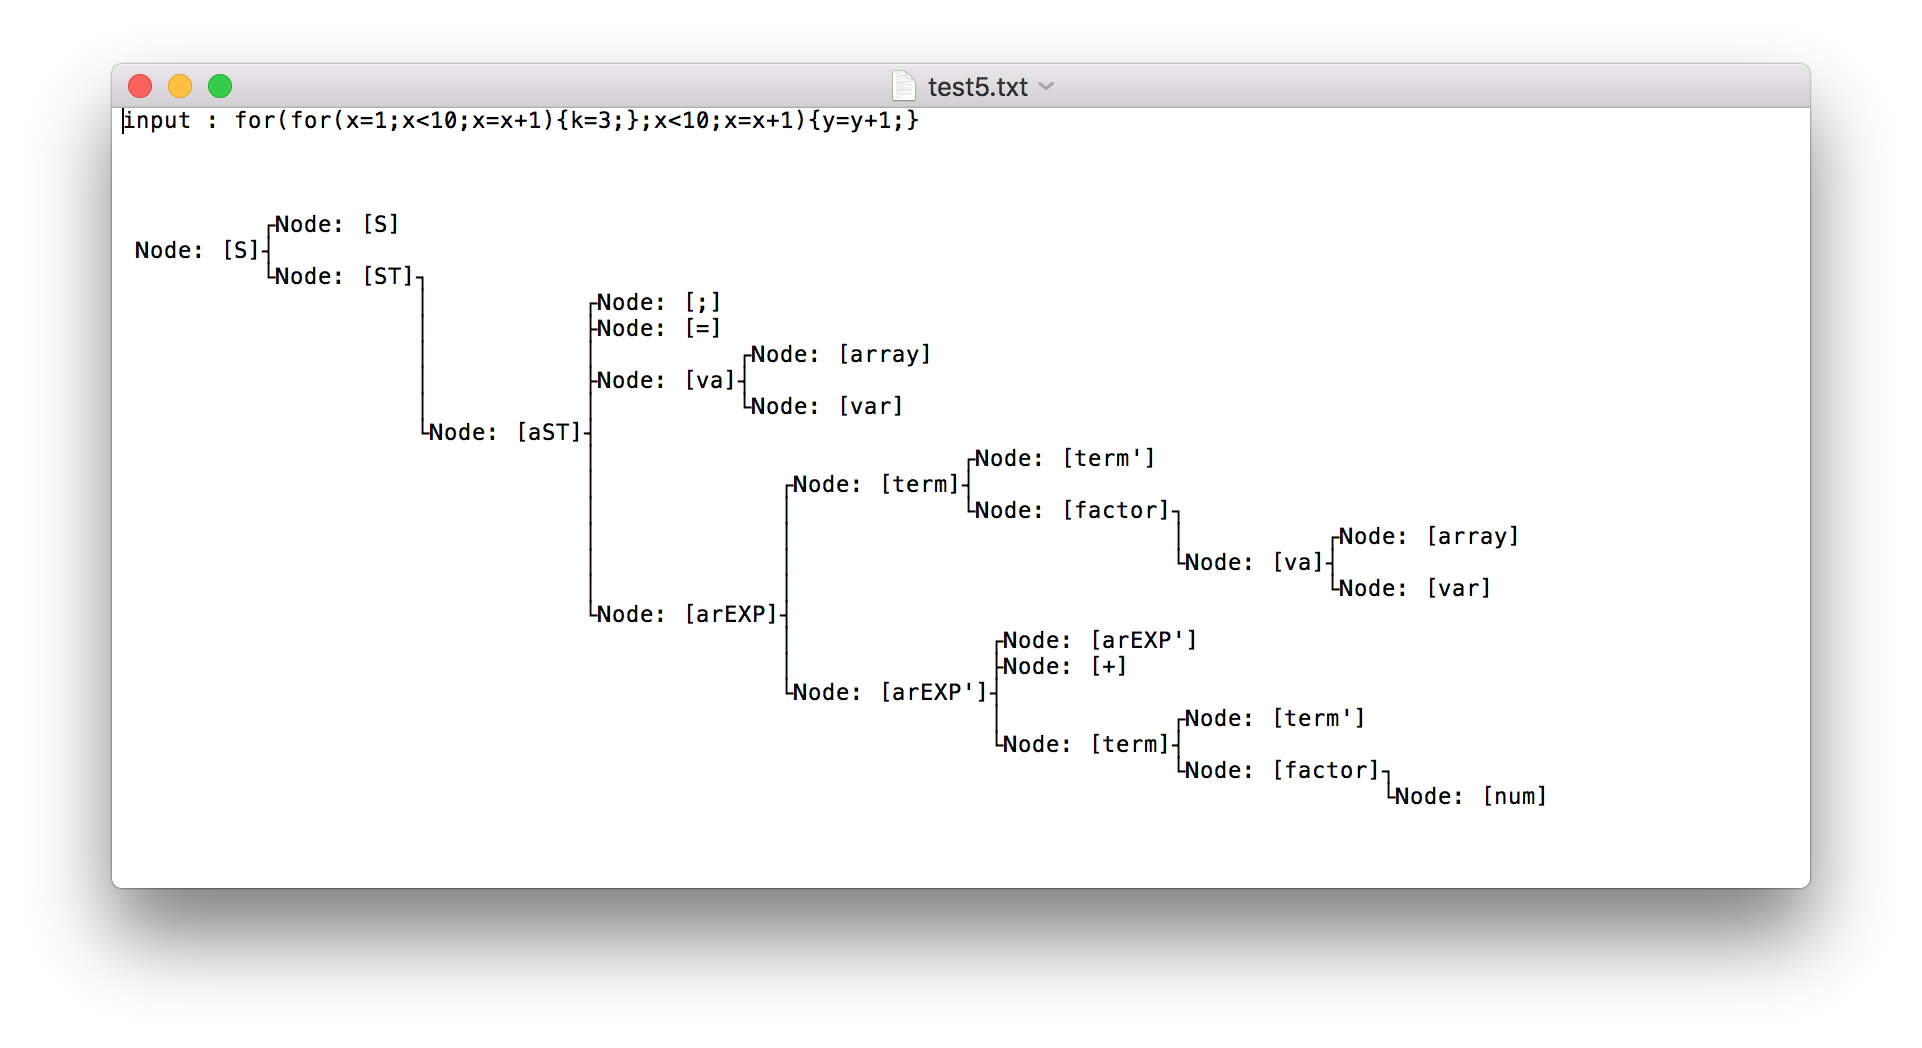 test5.txt
input : for(for(x=1;x<10;x=x+1){k=3;};x<10;x=x+1){y=y+1;}
Node: [S]
Node: [S]
Node: [ST]
Node: [;]
Node: [=]
Node: [array]
Node: [va]
Node: [var]
Node: [aST]
Node: [term']
Node: [term]
Node: [factor]
Node: [array]
Node: [va]
Node: [var]
Node: [arEXP]
Node: [arEXP']
Node: [+]
Node: [arEXP']
Node: [term']
Node: [term]
Node: [factor]
Node: [num]